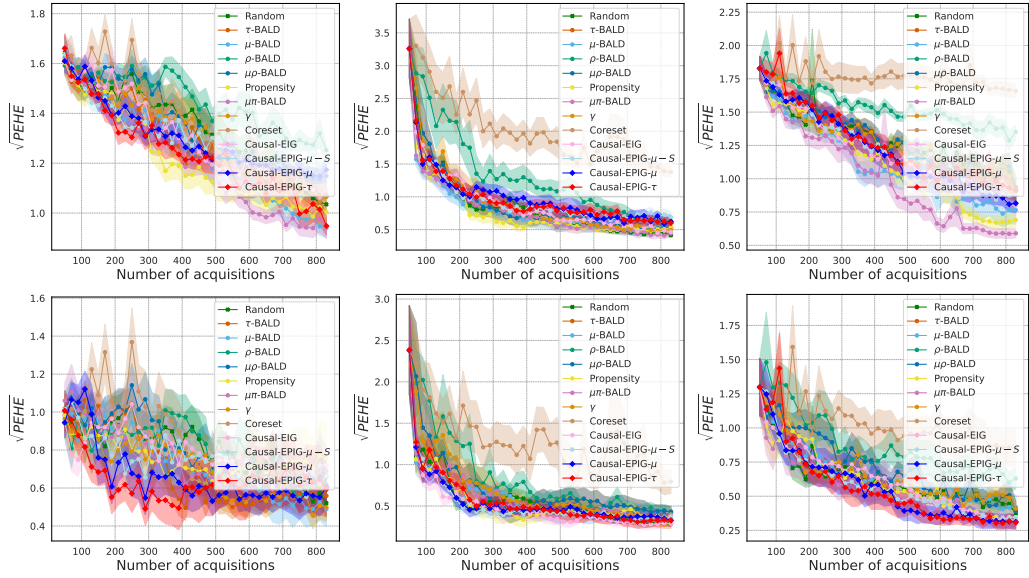 1.8
1.6
1.4
1.2
1.0
√PEHE
100 200 300 400 500 600 700 800
Number of acquisitions
Random
τ-BALD
μ-BALD
ρ-BALD
μρ-BALD
Propensity
μπ-BALD
γ
Coreset
Causal-EIG
Causal-EPIG-μ−S
Causal-EPIG-μ
Causal-EPIG-τ
3.5
3.0
2.5
2.0
1.5
1.0
0.5
√PEHE
100 200 300 400 500 600 700 800
Number of acquisitions
Random
τ-BALD
μ-BALD
ρ-BALD
μρ-BALD
Propensity
μπ-BALD
γ
Coreset
Causal-EIG
Causal-EPIG-μ−S
Causal-EPIG-μ
Causal-EPIG-τ
2.25
2.00
1.75
1.50
1.25
1.00
0.75
0.50
√PEHE
100 200 300 400 500 600 700 800
Number of acquisitions
Random
τ-BALD
μ-BALD
ρ-BALD
μρ-BALD
Propensity
μπ-BALD
γ
Coreset
Causal-EIG
Causal-EPIG-μ−S
Causal-EPIG-μ
Causal-EPIG-τ
1.6
1.4
1.2
1.0
0.8
0.6
0.4
√PEHE
100 200 300 400 500 600 700 800
Number of acquisitions
Random
τ-BALD
μ-BALD
ρ-BALD
μρ-BALD
Propensity
μπ-BALD
γ
Coreset
Causal-EIG
Causal-EPIG-μ−S
Causal-EPIG-μ
Causal-EPIG-τ
3.0
2.5
2.0
1.5
1.0
0.5
√PEHE
100 200 300 400 500 600 700 800
Number of acquisitions
Random
τ-BALD
μ-BALD
ρ-BALD
μρ-BALD
Propensity
μπ-BALD
γ
Coreset
Causal-EIG
Causal-EPIG-μ−S
Causal-EPIG-μ
Causal-EPIG-τ
1.75
1.50
1.25
1.00
0.75
0.50
0.25
√PEHE
100 200 300 400 500 600 700 800
Number of acquisitions
Random
τ-BALD
μ-BALD
ρ-BALD
μρ-BALD
Propensity
μπ-BALD
γ
Coreset
Causal-EIG
Causal-EPIG-μ−S
Causal-EPIG-μ
Causal-EPIG-τ